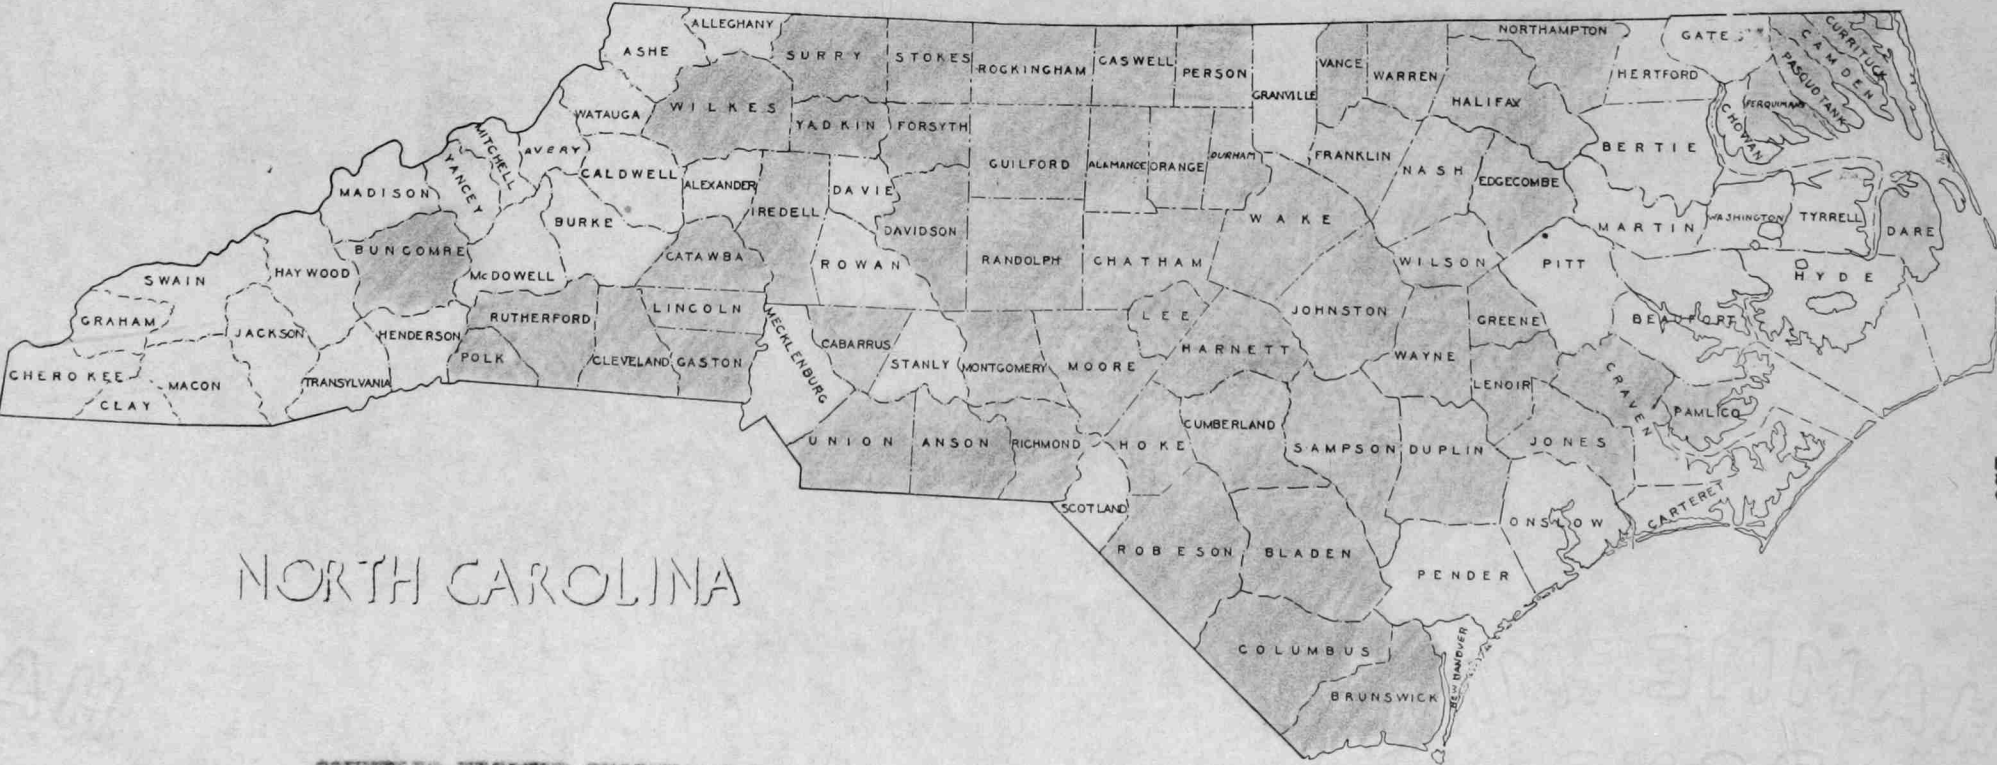 ALLEGHANY
ASHE
SURRY
STOKES
ROCKINGHAM
CASWELL
PERSON
GRANVILLE
VANCE
WARREN
NORTHAMPTON
GATES
HERTFORD
CURRITUCK
CAMDEN
PASQUOTANK
PERQUIMANS
CHOWAN
WATAUGA
WILKES
YADKIN
FORSYTH
GUILFORD
ALAMANCE
ORANGE
DURHAM
FRANKLIN
HALIFAX
NASH
EDGECOMBE
BERTIE
MITCHELL
YANCEY
AVERY
CALDWELL
ALEXANDER
IREDELL
DAVIE
DAVIDSON
RANDOLPH
CHATHAM
WAKE
WILSON
MARTIN
WASHINGTON
TYRRELL
DARE
MADISON
BUNCOMRE
McDOWELL
BURKE
CATAWBA
ROWAN
JOHNSTON
PITT
HYDE
SWAIN
HAYWOOD
GRAHAM
JACKSON
HENDERSON
RUTHERFORD
LINCOLN
MECKLENBURG
CABARRUS
STANLY
MONTGOMERY
MOORE
LEE
HARNETT
WAYNE
GREENE
BEAUFORT
CHEROKEE
CLAY
MACON
TRANSYLVANIA
POLK
CLEVELAND
GASTON
UNION
ANSON
RICHMOND
HOKE
CUMBERLAND
SAMPSON
DUPLIN
LENOIR
CRAVEN
JONES
PAMLICO
SCOTLAND
ROBESON
BLADEN
PENDER
ONSLOW
CARTERET
COLUMBUS
BRUNSWICK
NEW HANOVER
NORTH CAROLINA